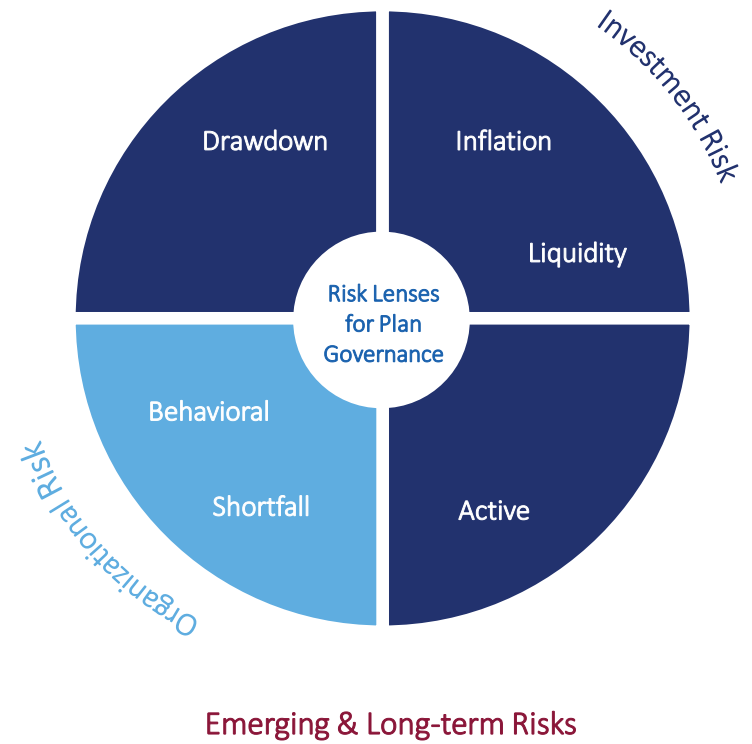 Investment Risk
Drawdown
Inflation
Liquidity
Risk Lenses
for Plan
Governance
Behavioral
Shortfall
Active
Organizational Risk
Emerging & Long-term Risks